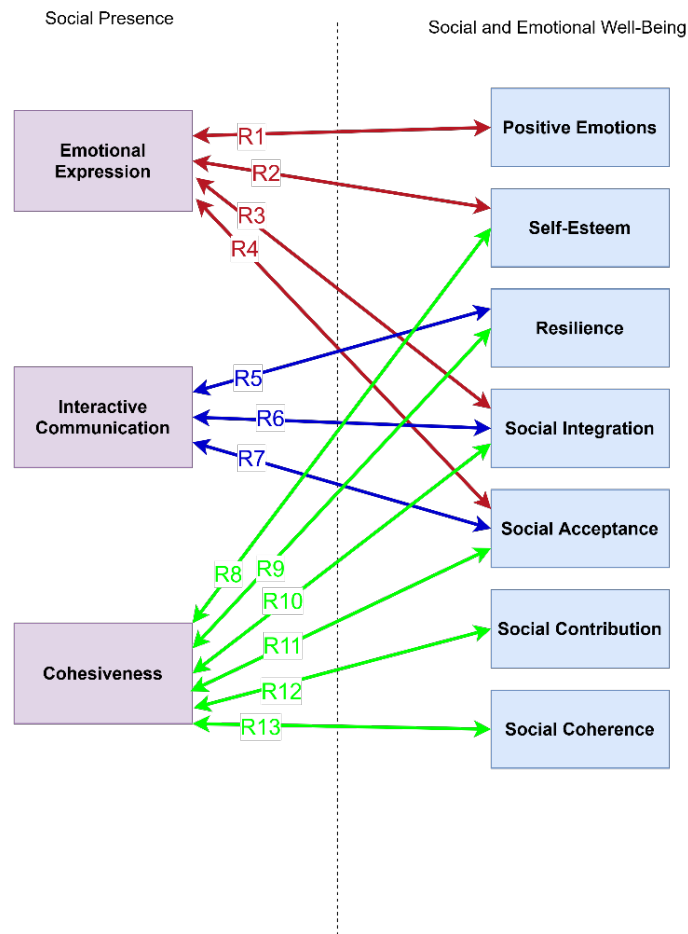 Social Presence
Social and Emotional Well-Being
Emotional
Expression
Interactive
Communication
Cohesiveness
R1
R2
R3
R4
R5
R6
R7
R8
R9
R10
R11
R12
R13
Positive Emotions
Self-Esteem
Resilience
Social Integration
Social Acceptance
Social Contribution
Social Coherence